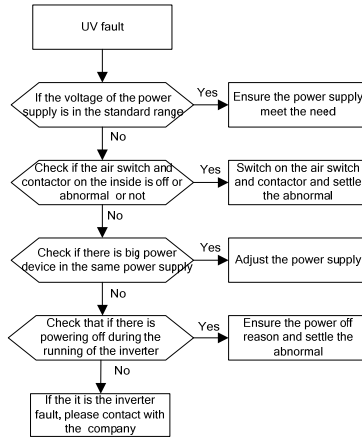 UV fault
If the voltage of the power
supply is in the standard range
Yes
Ensure the power supply
meet the need
No
Check if the air switch and
contactor on the inside is off or
abnormal or not
Yes
Switch on the air switch
and contactor and settle
the abnormal
No
Check if there is big power
device in the same power supply
Yes
Adjust the power supply
No
Check that if there is
powering off during the
running of the inverter
Yes
Ensure the power off
reason and settle the
abnormal
No
If the it is the inverter
fault, please contact with
the company